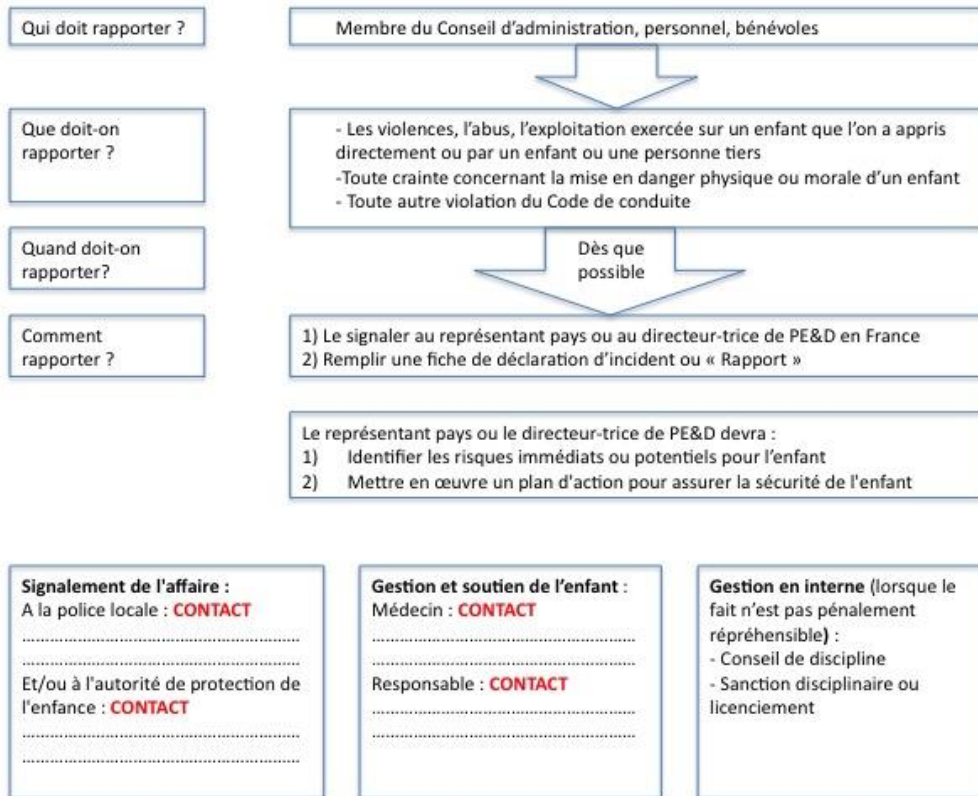 Qui doit rapporter ?
Membre du Conseil d'administration, personnel, bénévoles
Que doit-on
rapporter ?
- Les violences, l'abus, l'exploitation exercée sur un enfant que l'on a appris
directement ou par un enfant ou une personne tiers
-Toute crainte concernant la mise en danger physique ou morale d'un enfant
- Toute autre violation du Code de conduite
Quand doit-on
rapporter?
Dès que
possible
Comment
rapporter ?
1) Le signaler au représentant pays ou au directeur-trice de PE&D en France
2) Remplir une fiche de déclaration d'incident ou « Rapport »
Le représentant pays ou le directeur-trice de PE&D devra :
1) Identifier les risques immédiats ou potentiels pour l'enfant
2) Mettre en œuvre un plan d'action pour assurer la sécurité de l'enfant
Signalement de l'affaire :
A la police locale : CONTACT
................................................................
................................................................
Et/ou à l'autorité de protection de
l'enfance : CONTACT
................................................................
................................................................
Gestion et soutien de l'enfant :
Médecin : CONTACT
................................................................
................................................................
Responsable : CONTACT
................................................................
................................................................
Gestion en interne (lorsque le
fait n'est pas pénalement
répréhensible) :
- Conseil de discipline
- Sanction disciplinaire ou
licenciement